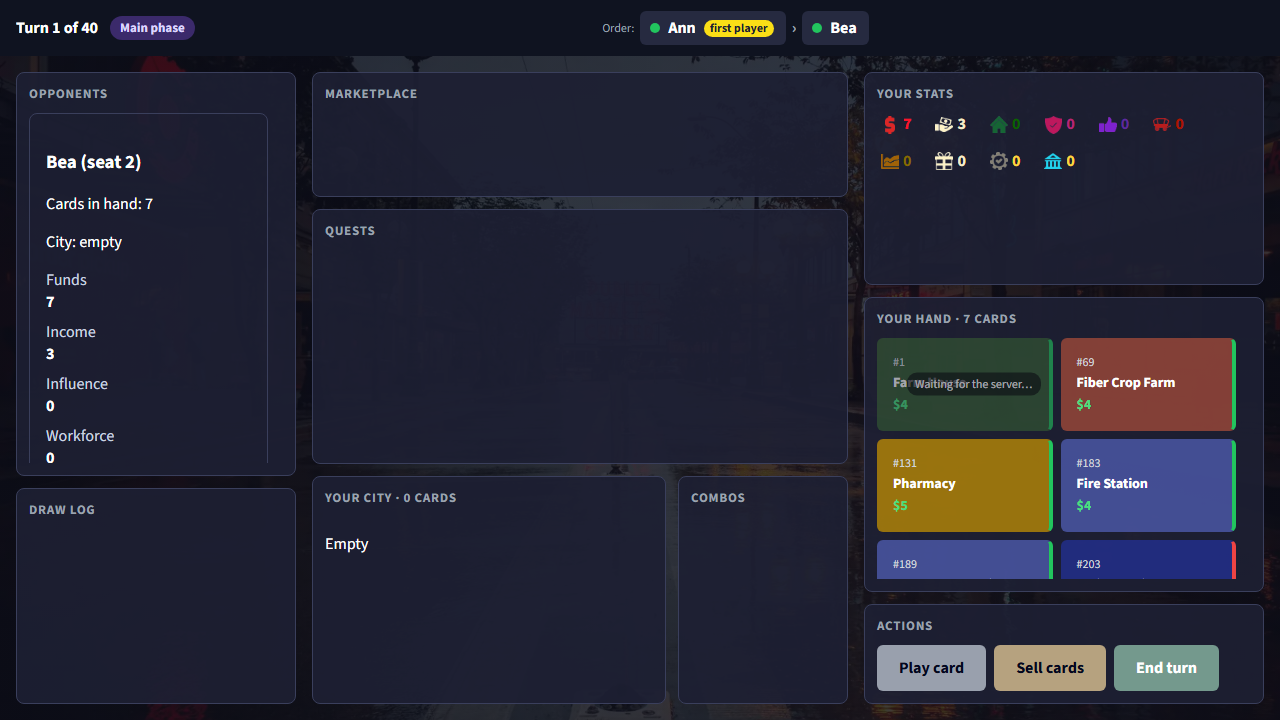 Turn 1 of 40
Main phase
Order:
Ann
first player
›
Bea
OPPONENTS
Bea (seat 2)
Cards in hand: 7
City: empty
Funds
7
Income
3
Influence
0
Workforce
0
DRAW LOG
MARKETPLACE
QUESTS
YOUR CITY · 0 CARDS
Empty
COMBOS
YOUR STATS
7
3
0
0
0
0
0
0
0
0
YOUR HAND · 7 CARDS
#1
Waiting for the server…
$4
#69
Fiber Crop Farm
$4
#131
Pharmacy
$5
#183
Fire Station
$4
#189
#203
ACTIONS
Play card
Sell cards
End turn